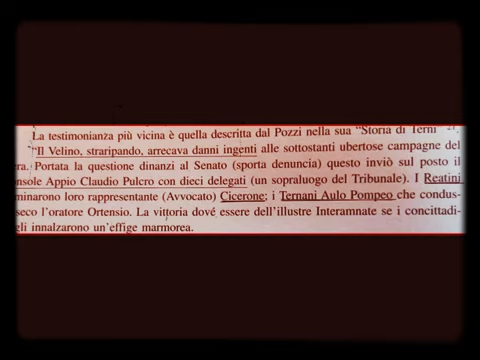 La testimonianza più vicina è quella descritta dal Pozzi nella sua "Storia di Terni"
"Il Velino, straripando, arrecava danni ingenti alle sottostanti ubertose campagne del
era. Portata la questione dinanzi al Senato (sporta denuncia) questo inviò sul posto il
onsole Appio Claudio Pulcro con dieci delegati (un sopraluogo del Tribunale). I Reatini
minarono loro rappresentante (Avvocato) Cicerone; i Ternani Aulo Pompeo che condus-
seco l'oratore Ortensio. La vittoria dové essere dell'illustre Interamnate se i concittadi-
gli innalzarono un'effige marmorea.